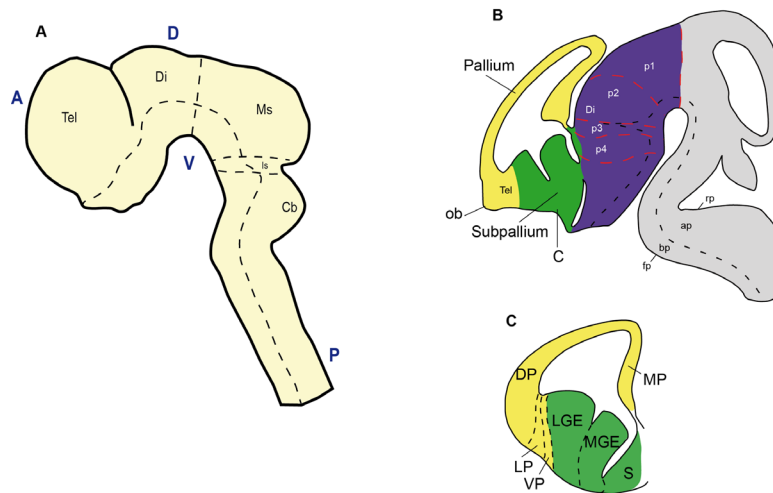 A
D
A
Di
Tel
Ms
V
Is
Cb
P
B
Pallium
p1
p2
Di
p3
p4
Tel
ob
Subpallium
C
rp
ap
bp
fp
C
DP
MP
LGE
MGE
LP
VP
S